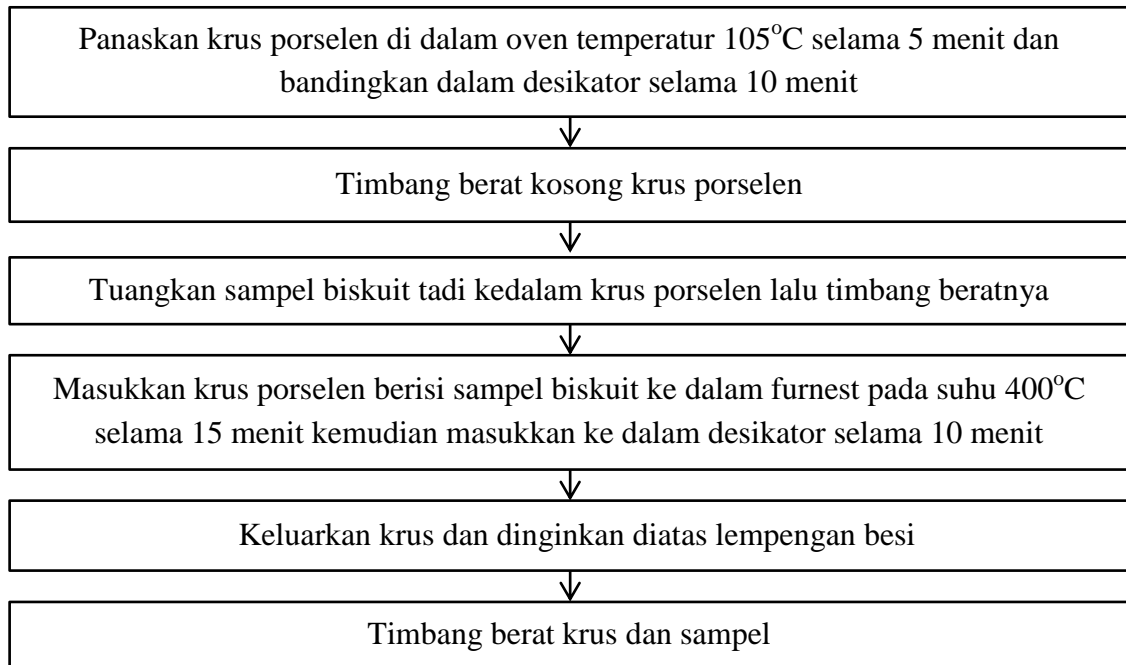 Panaskan krus porselen di dalam oven temperatur 105°C selama 5 menit dan
bandingkan dalam desikator selama 10 menit
Timbang berat kosong krus porselen
Tuangkan sampel biskuit tadi kedalam krus porselen lalu timbang beratnya
Masukkan krus porselen berisi sampel biskuit ke dalam furnest pada suhu 400°C
selama 15 menit kemudian masukkan ke dalam desikator selama 10 menit
Keluarkan krus dan dinginkan diatas lempengan besi
Timbang berat krus dan sampel